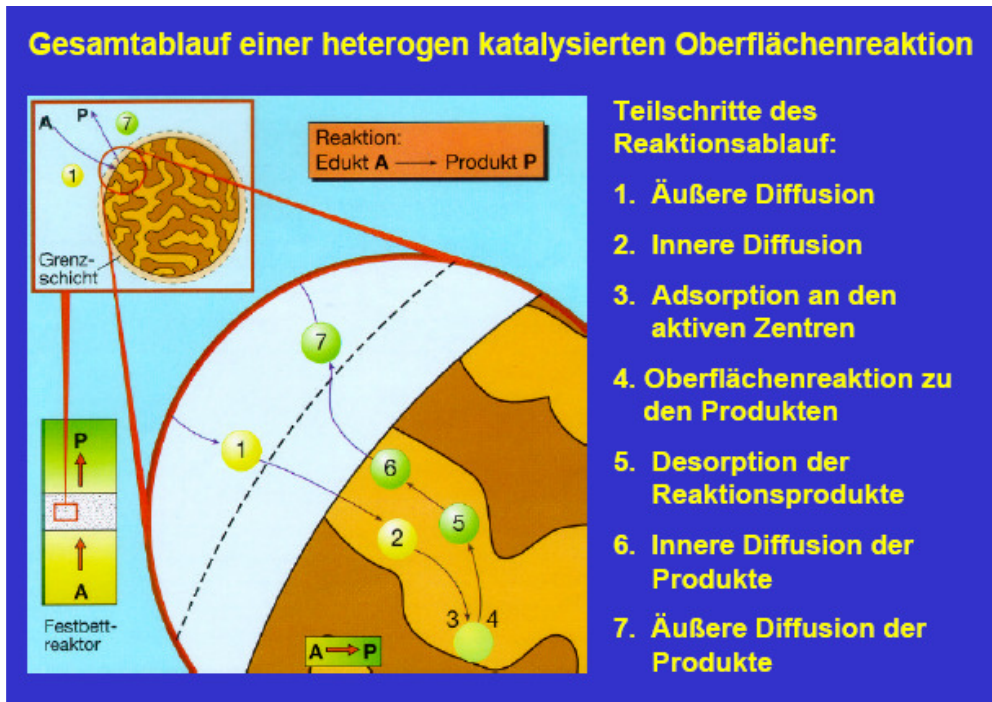 Gesamtablauf einer heterogen katalysierten Oberflächenreaktion
A
P
7
1
Grenz-
schicht
Reaktion:
Edukt A → Produkt P
7
1
6
5
2
3
4
P
A
Festbett-
reaktor
A → P
Teilschritte des
Reaktionsablauf:
1. Äußere Diffusion
2. Innere Diffusion
3. Adsorption an den
aktiven Zentren
4. Oberflächenreaktion zu
den Produkten
5. Desorption der
Reaktionsprodukte
6. Innere Diffusion der
Produkte
7. Äußere Diffusion der
Produkte